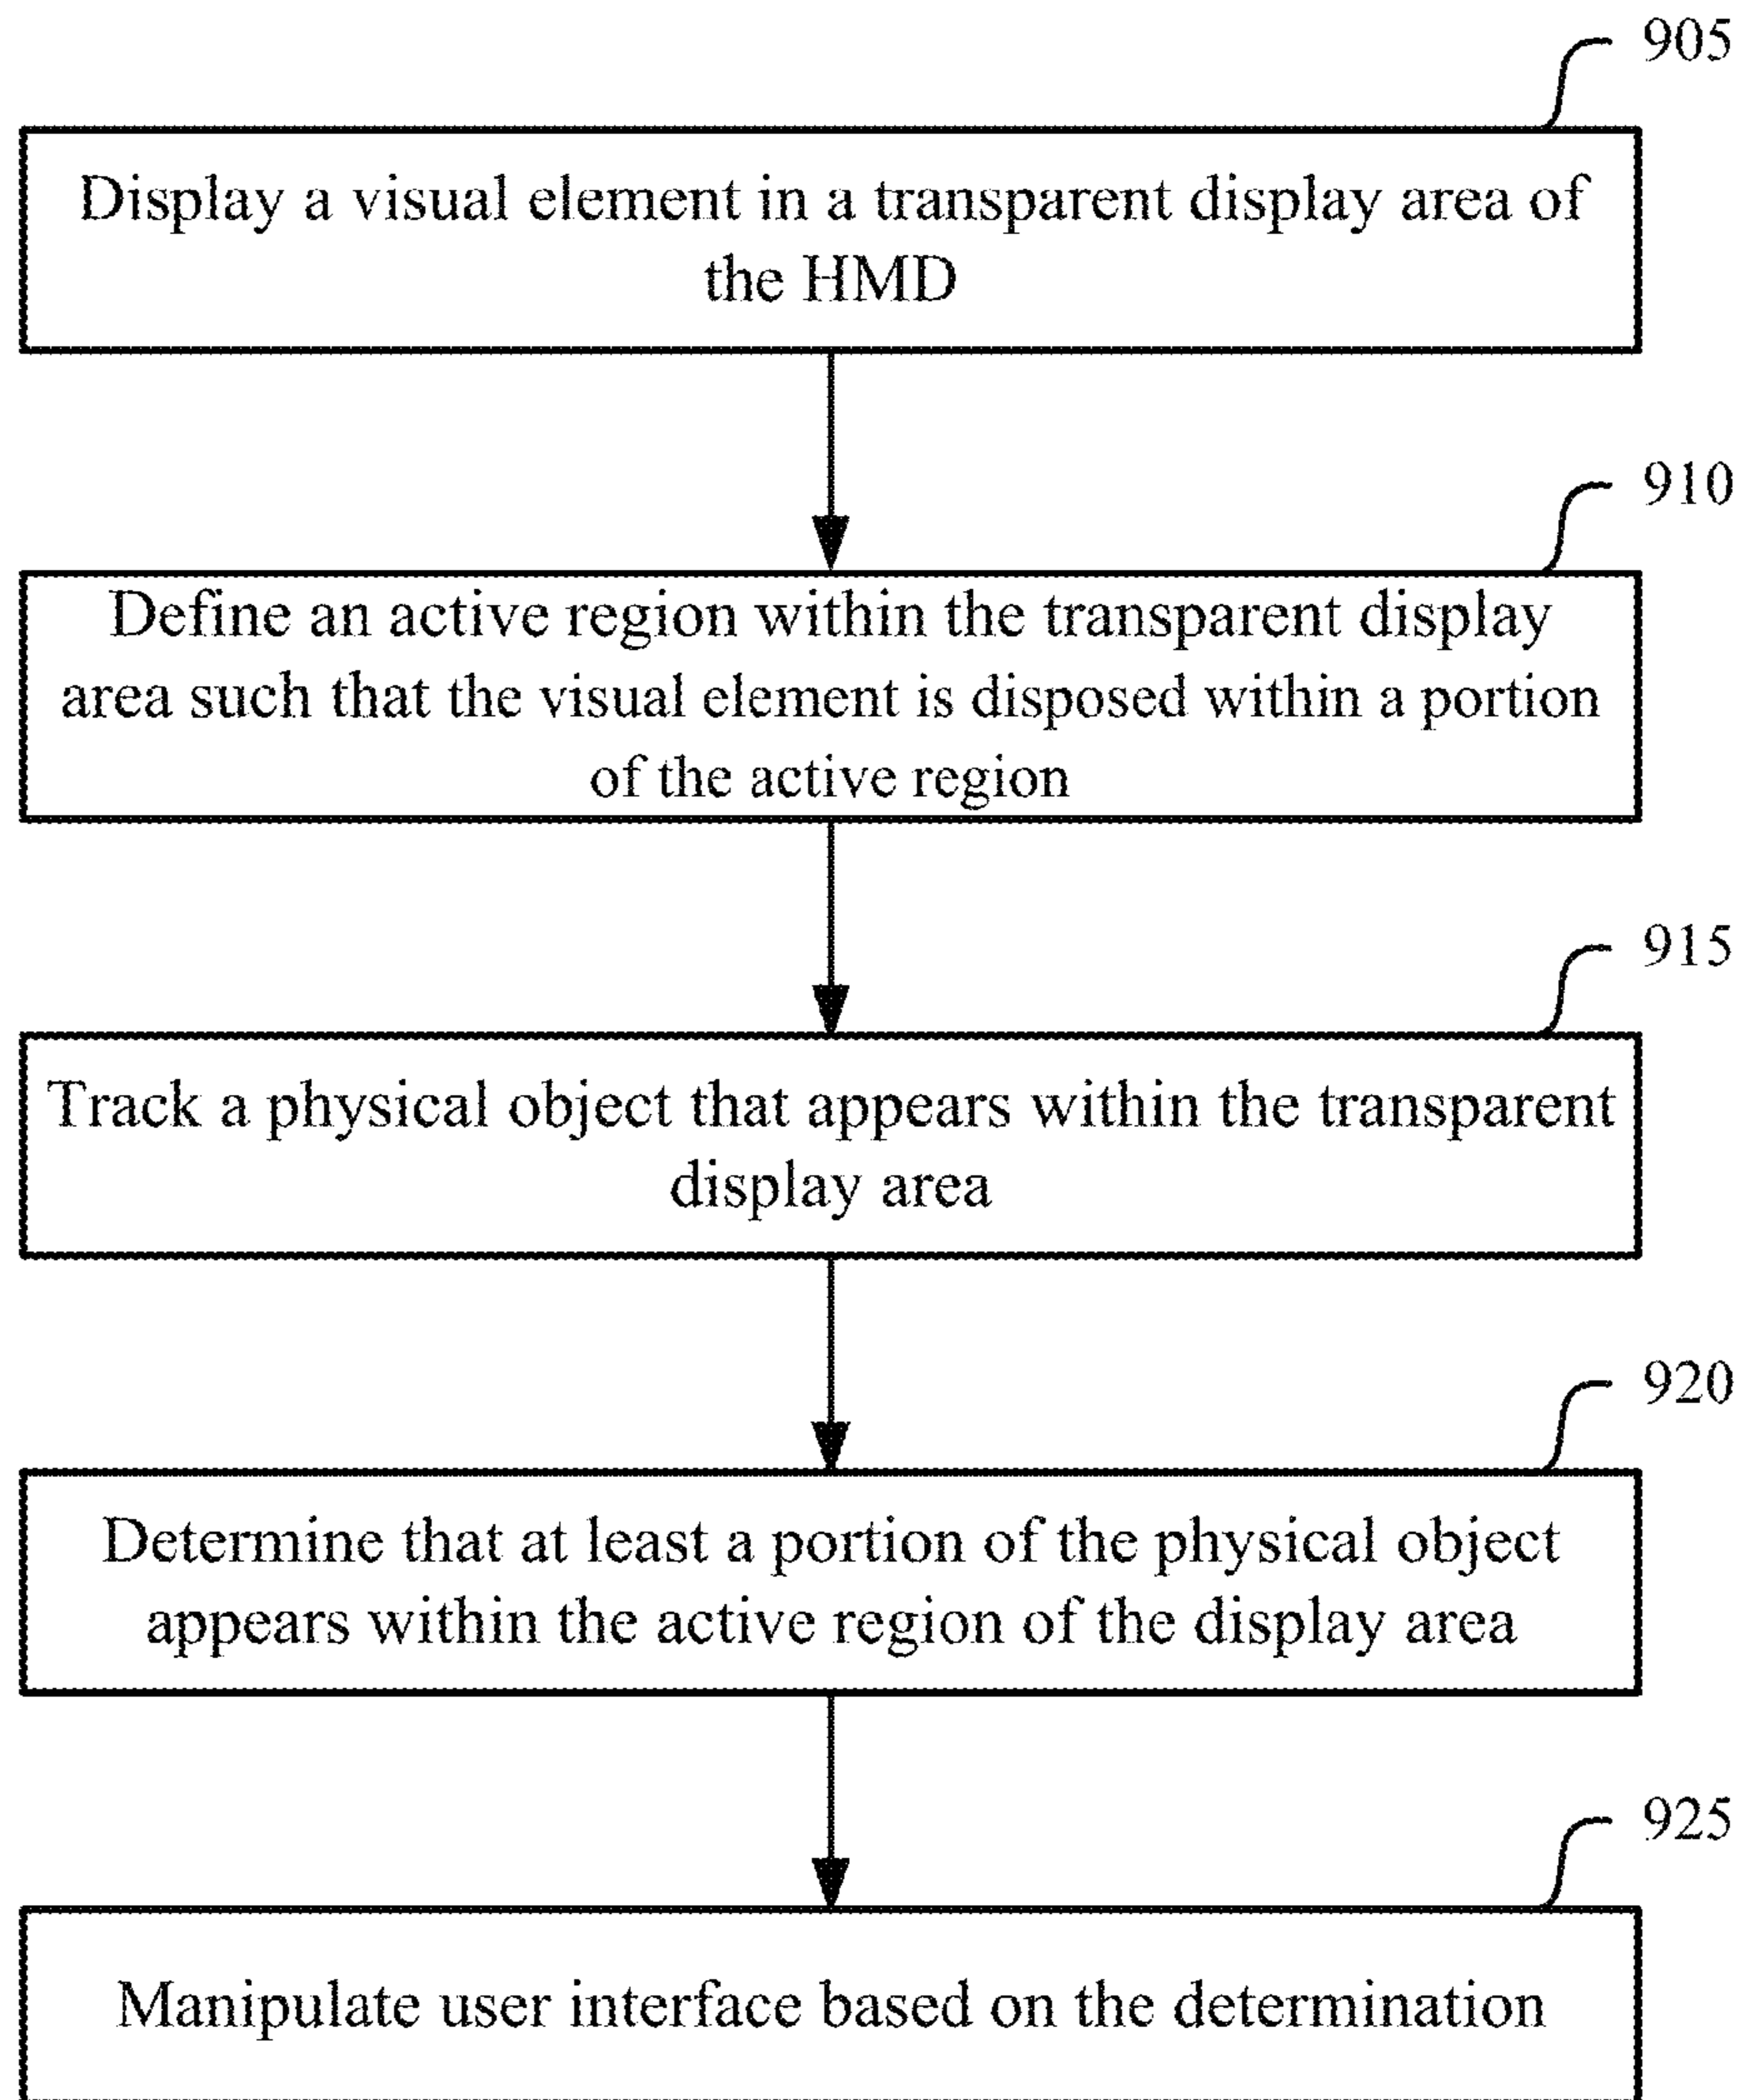 905
Display a visual element in a transparent display area of
the HMD
910
Define an active region within the transparent display
area such that the visual element is disposed within a portion
of the active region
915
Track a physical object that appears within the transparent
display area
920
Determine that at least a portion of the physical object
appears within the active region of the display area
925
Manipulate user interface based on the determination